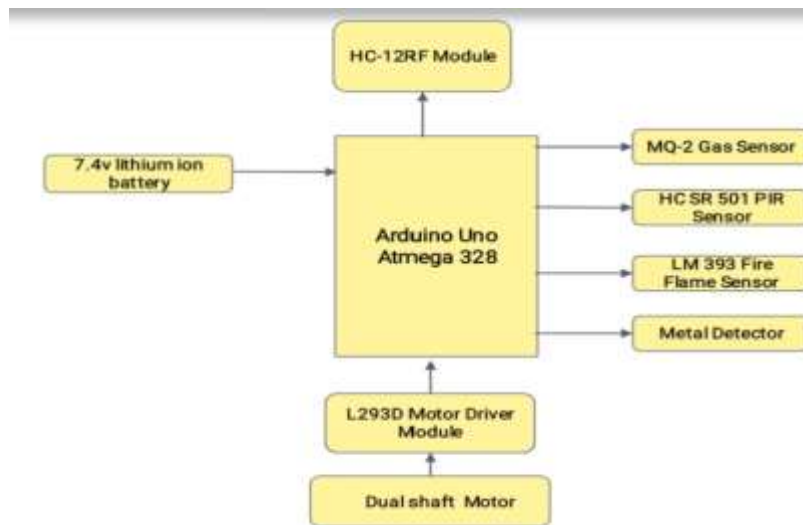 HC-12RF Module
7.4v lithium ion
battery
Arduino Uno
Atmega 328
MQ-2 Gas Sensor
HC SR 501 PIR
Sensor
LM 393 Fire
Flame Sensor
Metal Detector
L293D Motor Driver
Module
Dual shaft Motor